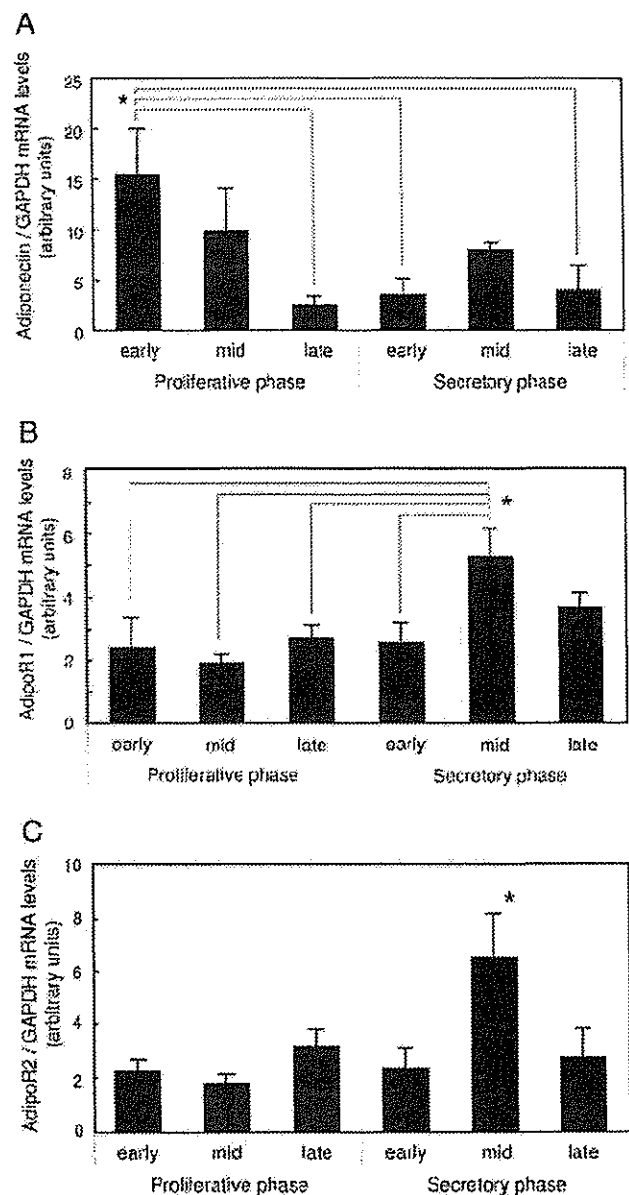 A
Adiponectin / GAPDH mRNA levels
(arbitrary units)
25
20
15
10
5
0
*
early mid late early mid late
Proliferative phase Secretory phase
B
AdipoR1 / GAPDH mRNA levels
(arbitrary units)
8
6
4
2
0
*
early mid late early mid late
Proliferative phase Secretory phase
C
AdipoR2 / GAPDH mRNA levels
(arbitrary units)
10
8
6
4
2
0
*
early mid late early mid late
Proliferative phase Secretory phase